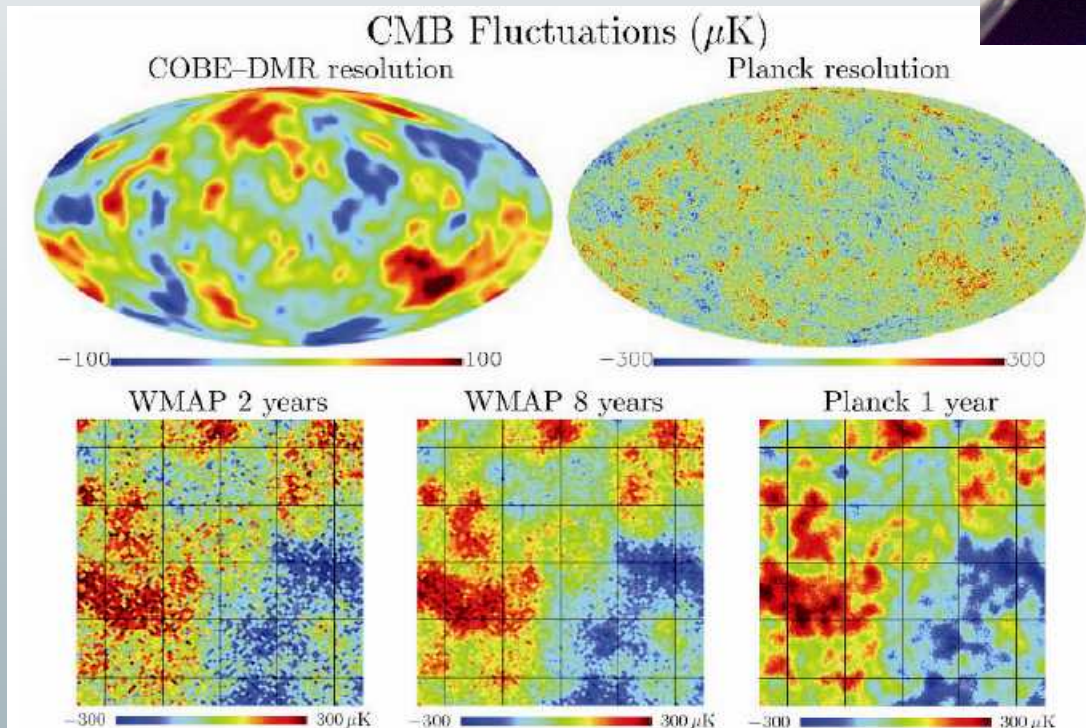 CMB Fluctuations (μK)
COBE–DMR resolution Planck resolution
−100 100 −300 300
WMAP 2 years WMAP 8 years Planck 1 year
−300 300 μK −300 300 μK −300 300 μK